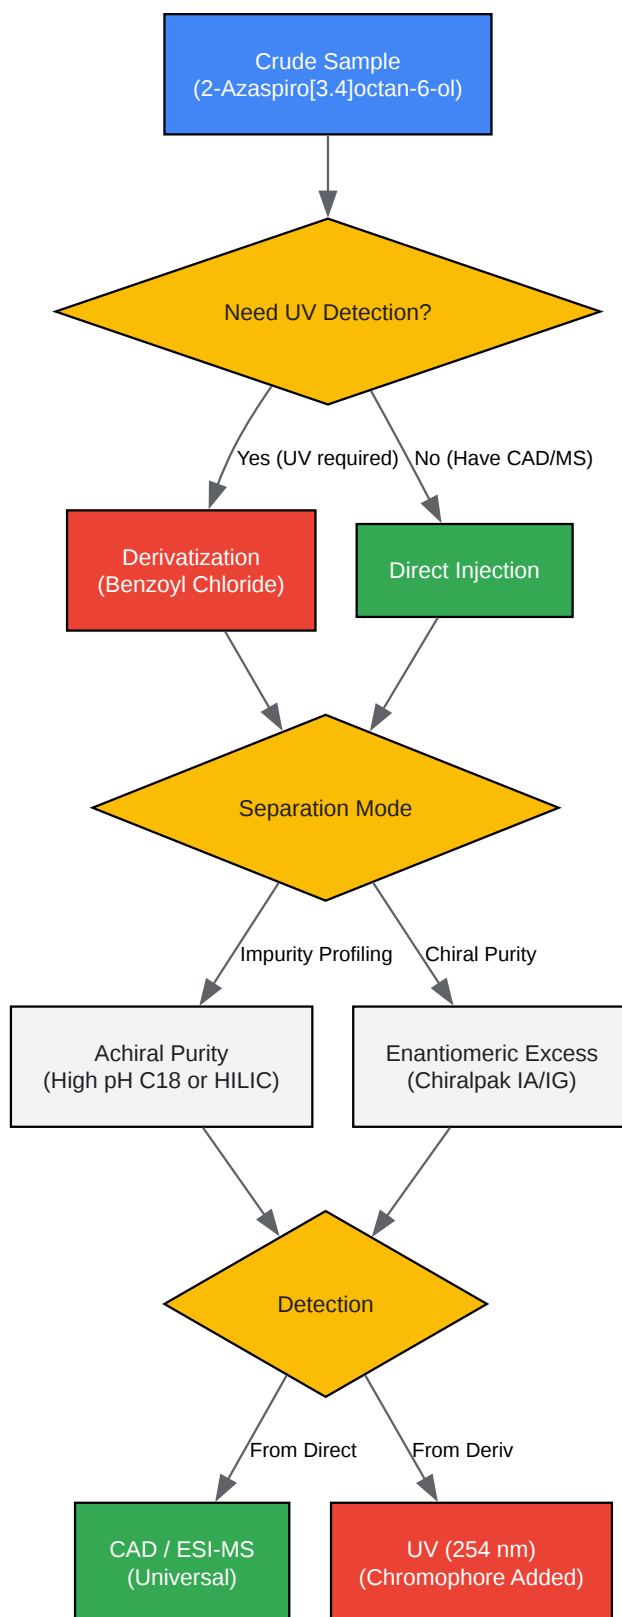 Crude Sample
(2-Azaspiro[3.4]octan-6-ol)
Need UV Detection?
Yes (UV required)
No (Have CAD/MS)
Derivatization
(Benzoyl Chloride)
Direct Injection
Separation Mode
Impurity Profiling
Chiral Purity
Achiral Purity
(High pH C18 or HILIC)
Enantiomeric Excess
(Chiralpak IA/IG)
Detection
From Direct
From Deriv
CAD / ESI-MS
(Universal)
UV (254 nm)
(Chromophore Added)